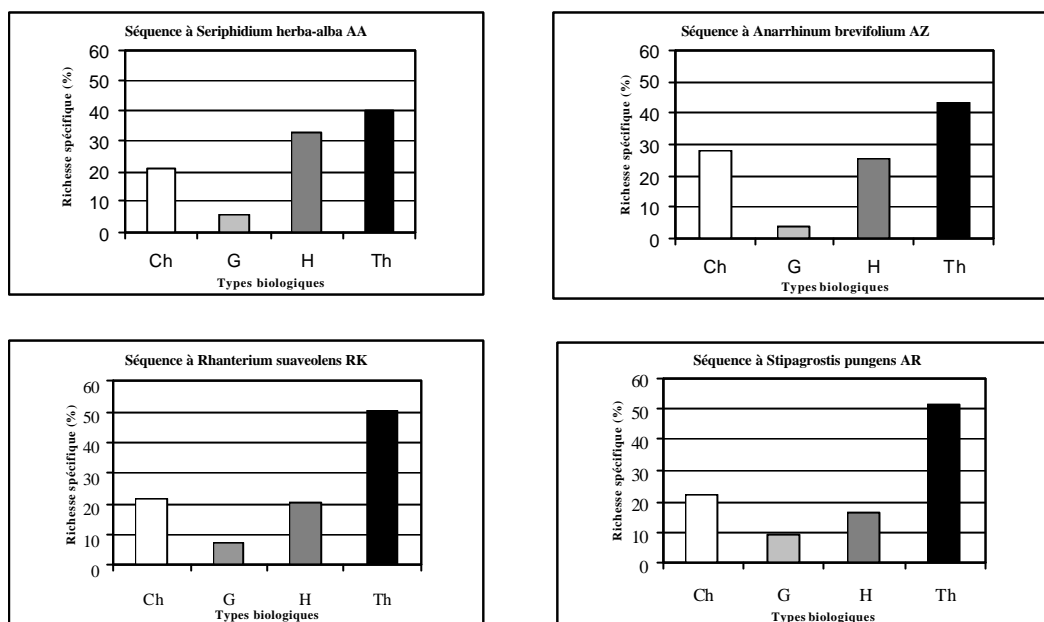 Séquence à Seriphidium herba-alba AA
Richesse spécifique (%)
60
50
40
30
20
10
0
Ch G H Th
Types biologiques
Séquence à Anarrhinum brevifolium AZ
Richesse spécifique (%)
60
50
40
30
20
10
0
Ch G H Th
Types biologiques
Séquence à Rhanterium suaveolens RK
Richesse spécifique (%)
60
50
40
30
20
10
0
Ch G H Th
Types biologiques
Séquence à Stipagrostis pungens AR
Richesse spécifique (%)
60
50
40
30
20
10
0
Ch G H Th
Types biologiques